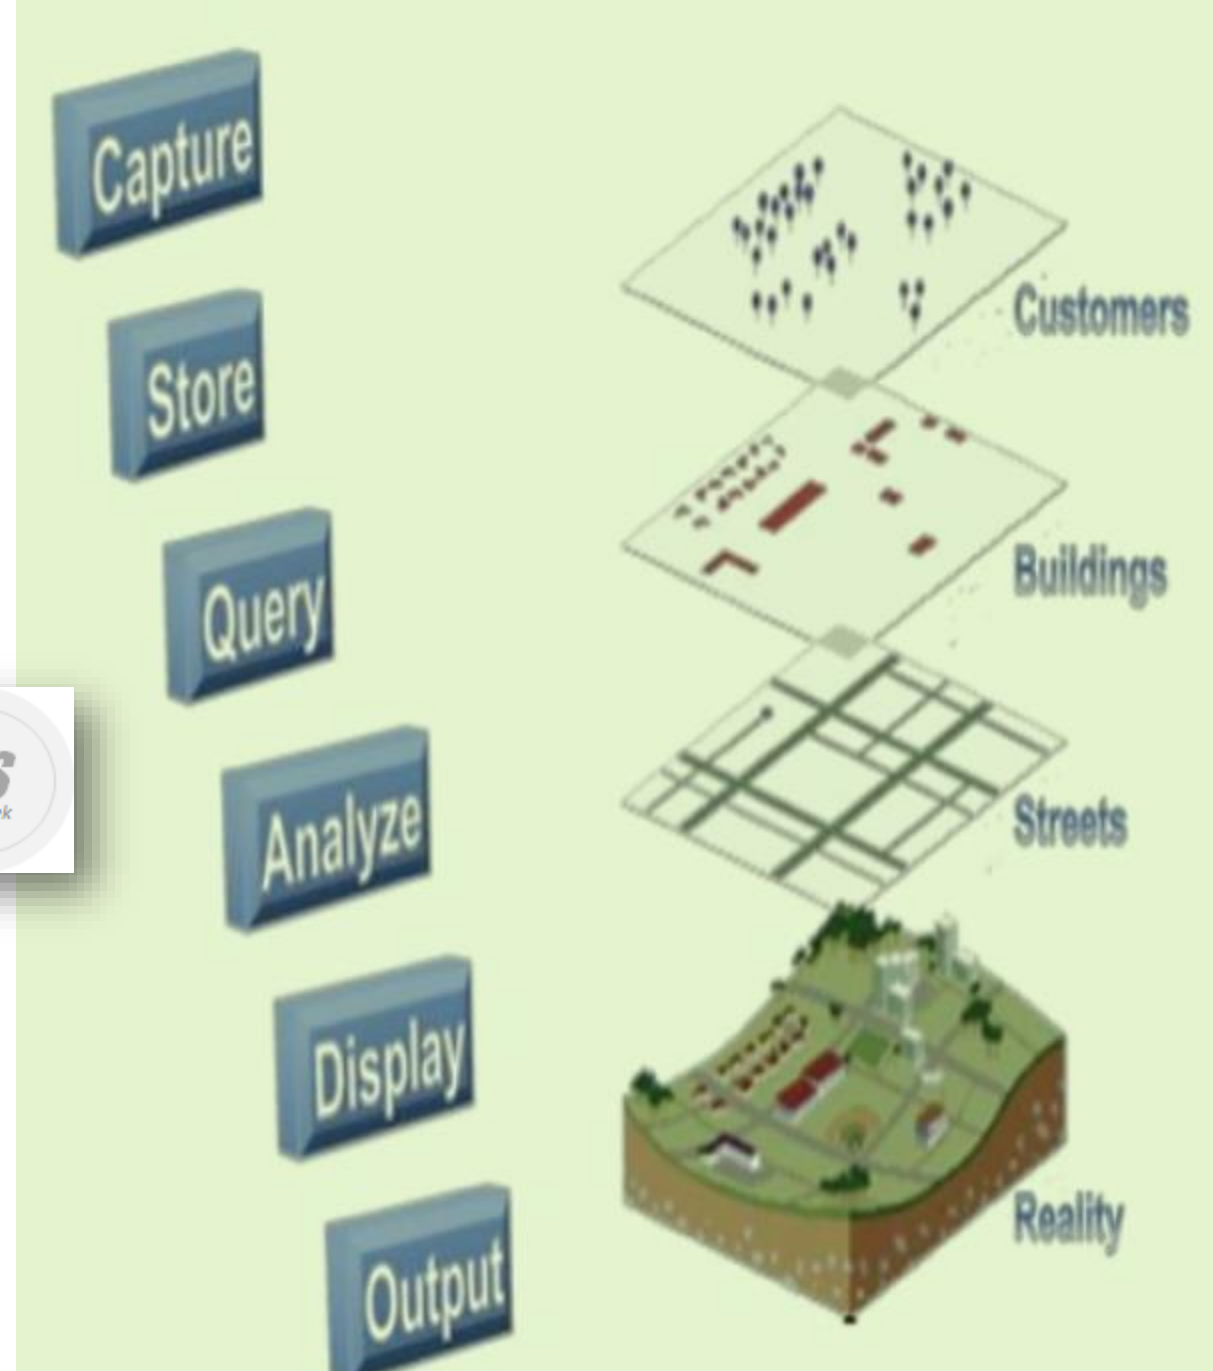 Capture
Store
Query
Analyze
Display
Output
Customers
Buildings
Streets
Reality